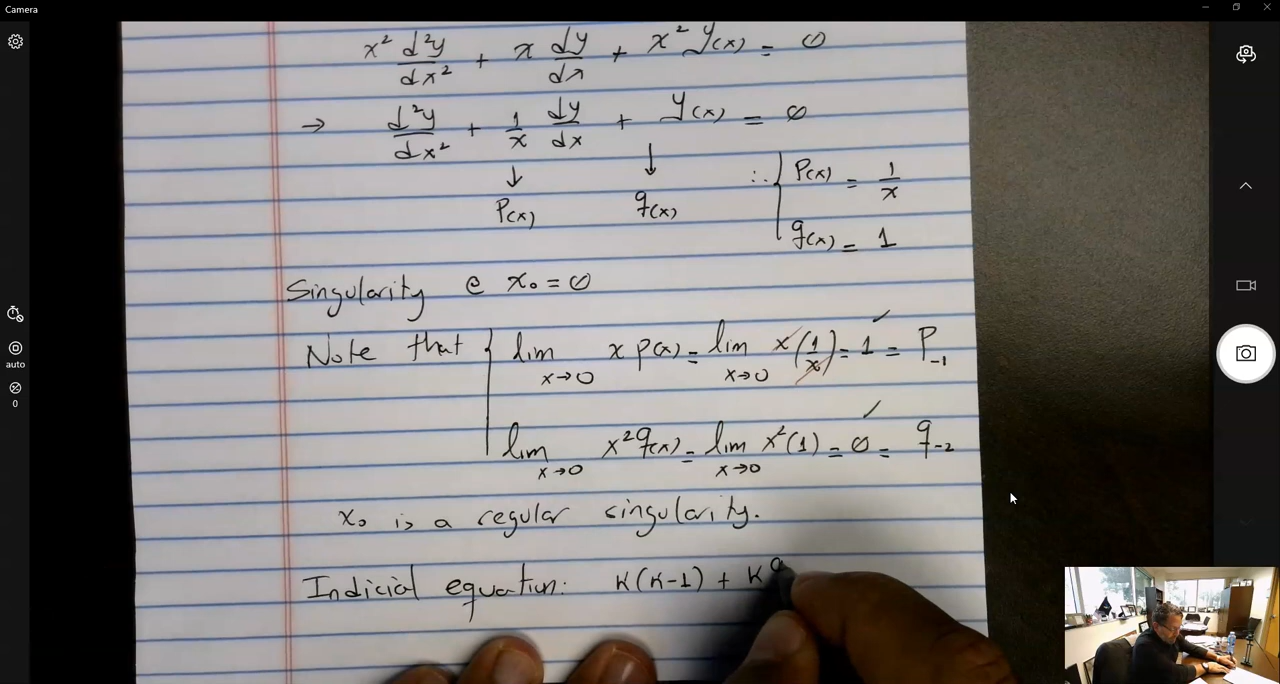 Camera
x² d²y/dx² + x dy/dx + x² y(x) = 0
→ d²y/dx² + 1/x dy/dx + y(x) = 0
↓ ↓
P(x) q(x)
∴ { P(x) = 1/x
q(x) = 1
Singularity @ x₀ = 0
Note that { lim x→0 x P(x) = lim x→0 x(1/x) = 1 = P₋₁ ✓
lim x→0 x² q(x) = lim x→0 x²(1) = 0 = q₋₂ ✓
x₀ is a regular singularity.
Indicial equation: K(K-1) + K
auto
0